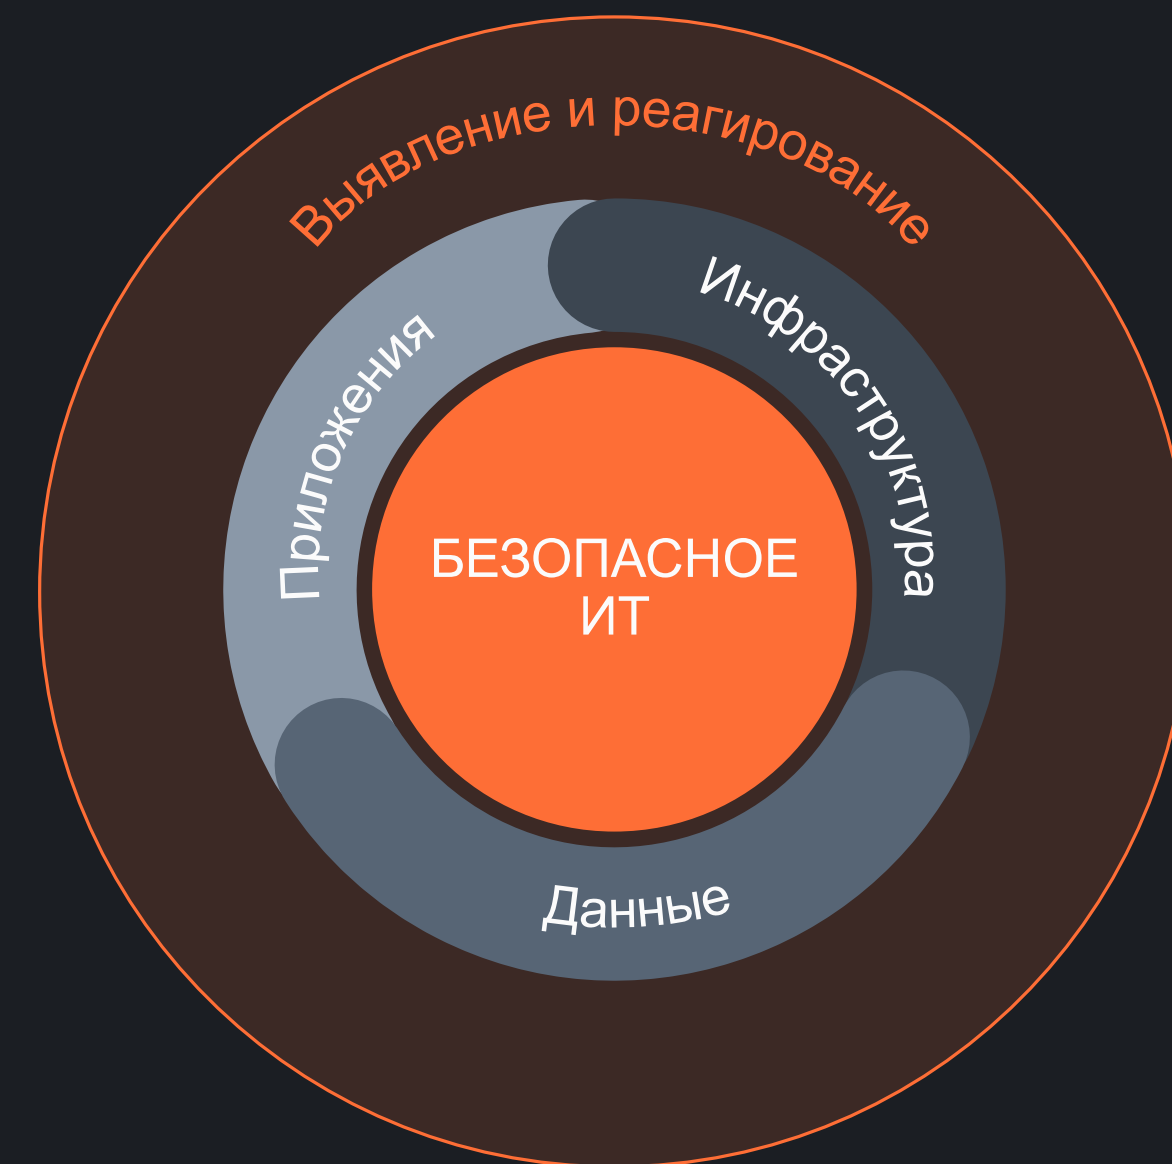 Выявление и реагирование
Приложения
Инфраструктура
БЕЗОПАСНОЕ
ИТ
Данные